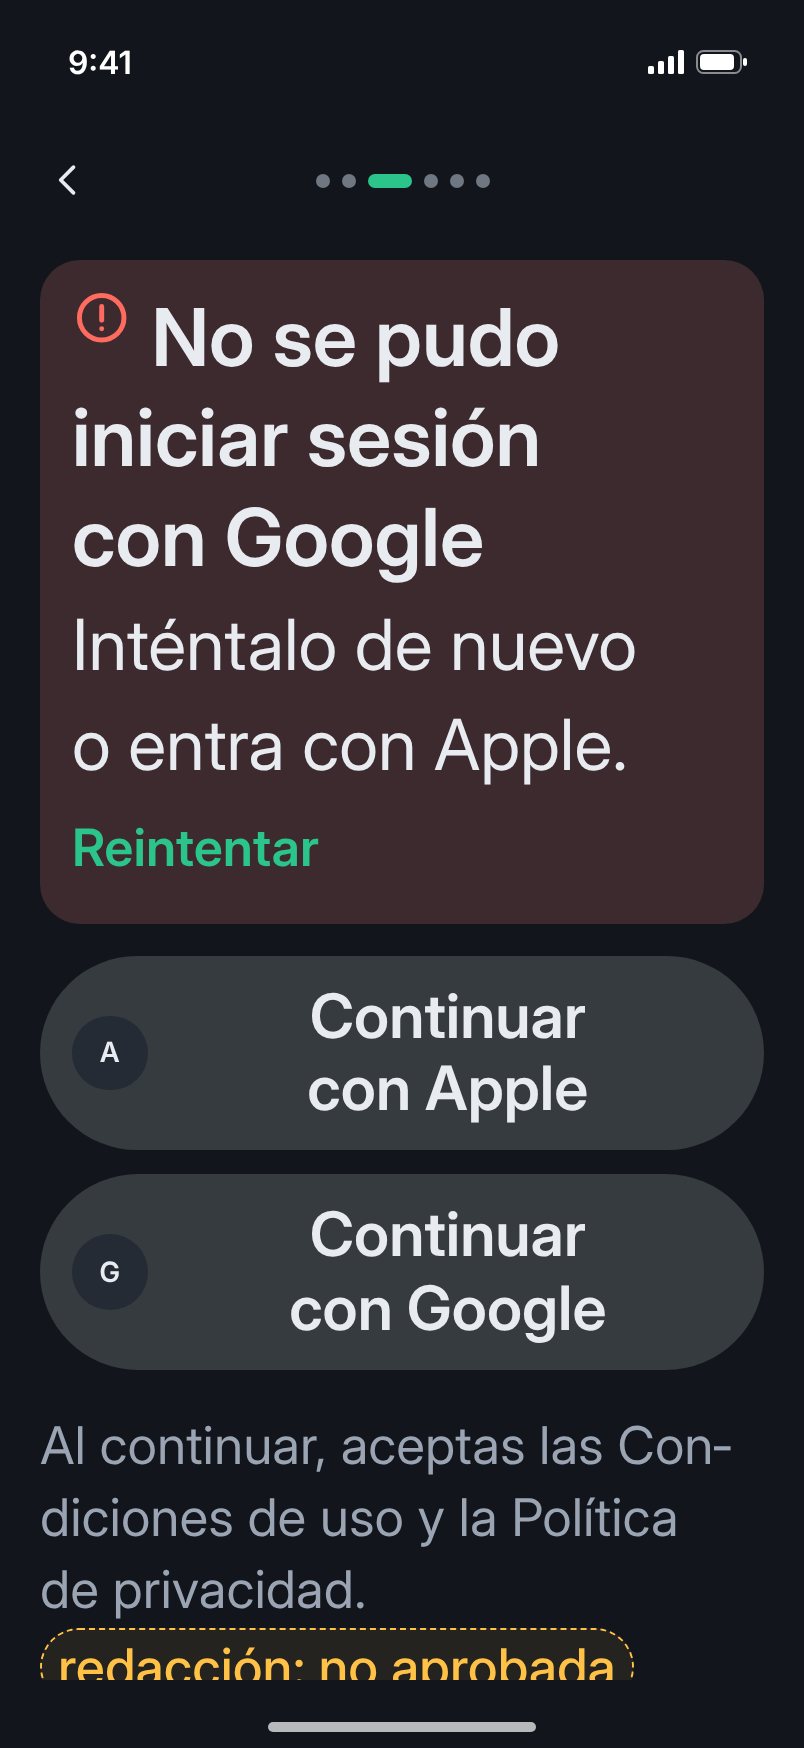 9:41
No se pudo
iniciar sesión
con Google
Inténtalo de nuevo
o entra con Apple.
Reintentar
A
Continuar
con Apple
G
Continuar
con Google
Al continuar, aceptas las Con-
diciones de uso y la Política
de privacidad.
redacción: no aprobada